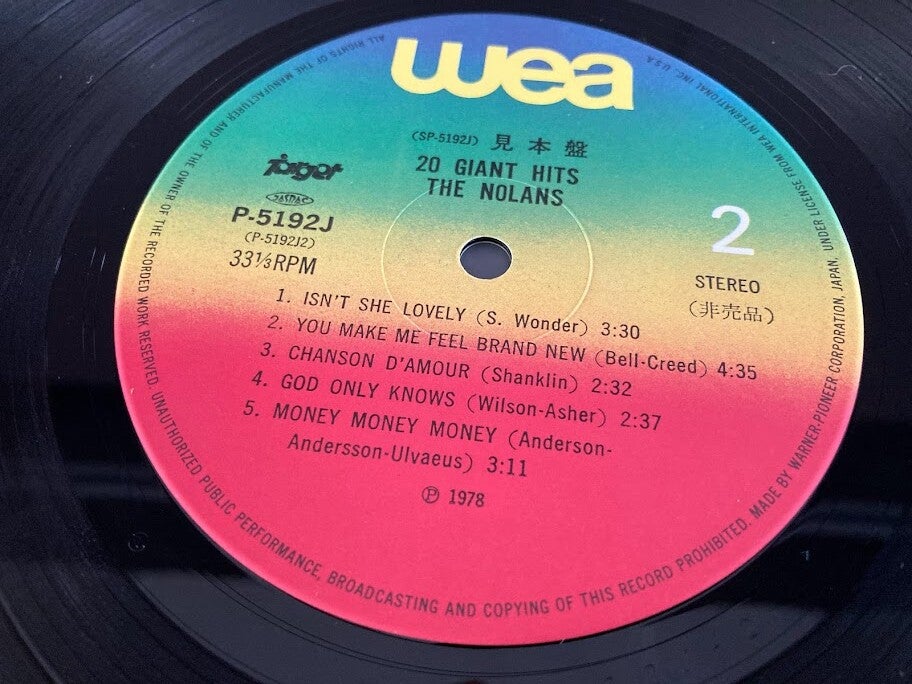 wea
(SP-5192J) 見本盤
20 GIANT HITS
THE NOLANS
target
JASRAC
P-5192J
(P-5192J2)
33⅓RPM
2
STEREO
(非売品)
1. ISN'T SHE LOVELY (S. Wonder) 3:30
2. YOU MAKE ME FEEL BRAND NEW (Bell-Creed) 4:35
3. CHANSON D'AMOUR (Shanklin) 2:32
4. GOD ONLY KNOWS (Wilson-Asher) 2:37
5. MONEY MONEY MONEY (Anderson-
Andersson-Ulvaeus) 3:11
Ⓟ 1978
ALL RIGHTS OF THE MANUFACTURER AND OF THE OWNER OF THE RECORDED WORK RESERVED. UNAUTHORIZED PUBLIC PERFORMANCE, BROADCASTING AND COPYING OF THIS RECORD PROHIBITED. MADE BY WARNER-PIONEER CORPORATION, JAPAN, UNDER LICENSE FROM WEA INTERNATIONAL INC. U.S.A.